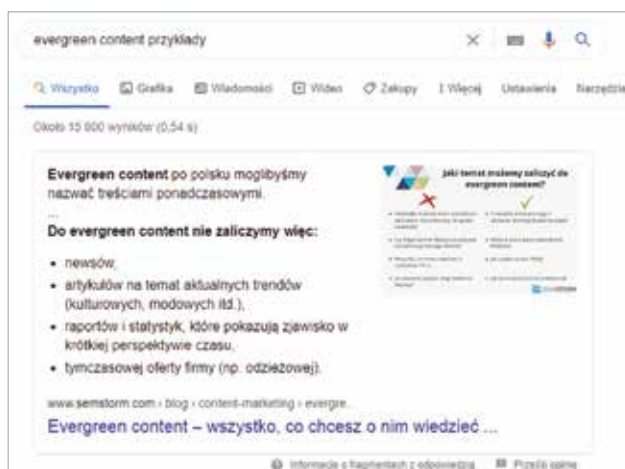 evergreen content przykłady
Wszystko Grafika Wiadomości Wideo Zakupy Więcej Ustawienia Narzędzia
Około 15 800 wyników (0,54 s)
Evergreen content po polsku moglibyśmy
nazwać treściami ponadczasowymi.
...
Do evergreen content nie zaliczymy więc:
newsów,
artykułów na temat aktualnych trendów
(kulturowych, modowych itd.),
raportów i statystyk, które pokazują zjawisko w
krótkiej perspektywie czasu,
tymczasowej oferty firmy (np. odzieżowej).
Jaki temat możemy zaliczyć do
evergreen content?
www.semstorm.com › blog › content-marketing › evergre...
Evergreen content – wszystko, co chcesz o nim wiedzieć ...
Informacje o fragmentach z odpowiedzią Prześlij opinię